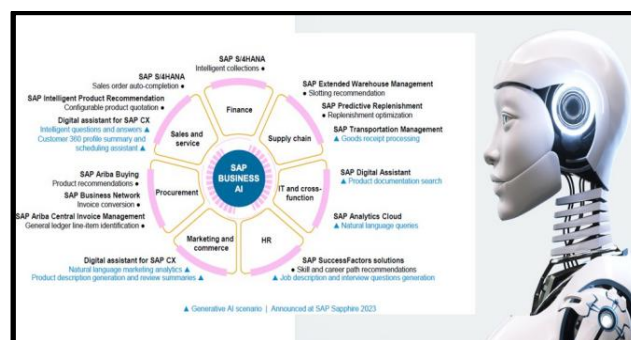 SAP S/4HANA
Intelligent collections ●
SAP S/4HANA
Sales order auto-completion ●
SAP Intelligent Product Recommendation
Configurable product quotation ●
Digital assistant for SAP CX
Intelligent questions and answers ▲
Customer 360 profile summary and
scheduling assistant ▲
SAP Ariba Buying
Product recommendations ●
SAP Business Network
Invoice conversion ●
SAP Ariba Central Invoice Management
General ledger line-item identification ●
Digital assistant for SAP CX
Natural language marketing analytics ▲
Product description generation and review summaries ▲
Finance
Sales and
service
Supply chain
Procurement
SAP
BUSINESS
AI
IT and cross-
function
Marketing and
commerce
HR
SAP Extended Warehouse Management
● Slotting recommendation
SAP Predictive Replenishment
● Replenishment optimization
SAP Transportation Management
▲ Goods receipt processing
SAP Digital Assistant
▲ Product documentation search
SAP Analytics Cloud
▲ Natural language queries
SAP SuccessFactors solutions
● Skill and career path recommendations
▲ Job description and interview questions generation
▲ Generative AI scenario | Announced at SAP Sapphire 2023